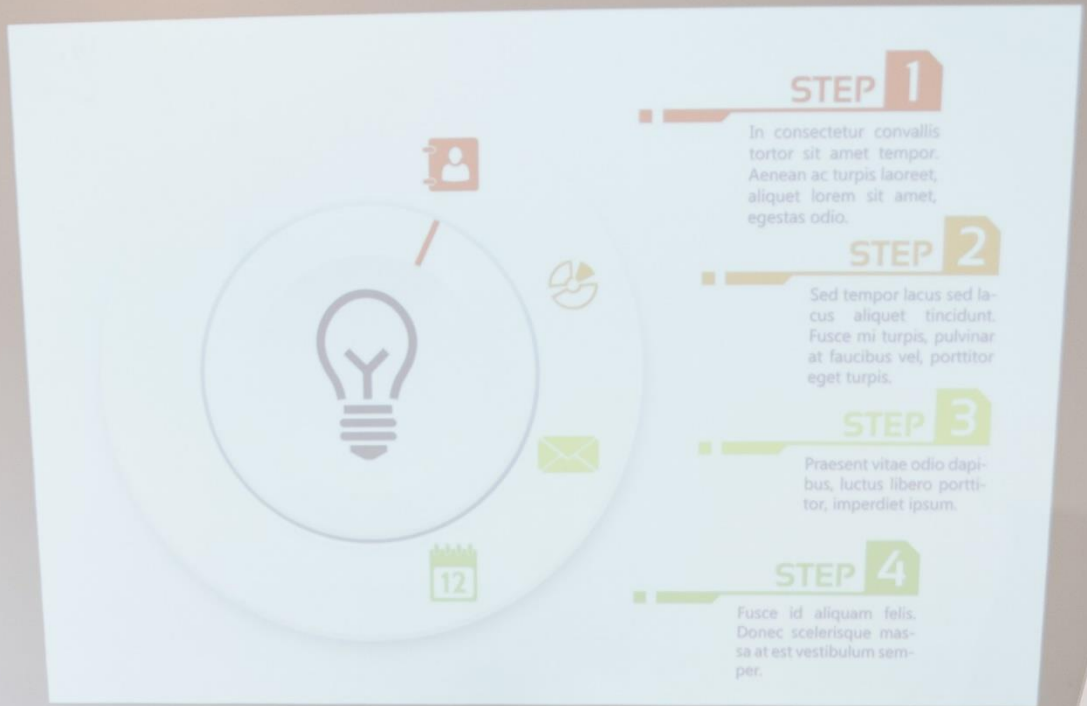 STEP 1
In consectetur convallis
tortor sit amet tempor.
Aenean ac turpis laoreet,
aliquet lorem sit amet,
egestas odio.
STEP 2
Sed tempor lacus sed la-
cus aliquet tincidunt.
Fusce mi turpis, pulvinar
at faucibus vel, porttitor
eget turpis.
STEP 3
Praesent vitae odio dapi-
bus, luctus libero portti-
tor, imperdiet ipsum.
12
STEP 4
Fusce id aliquam felis.
Donec scelerisque mas-
sa at est vestibulum sem-
per.